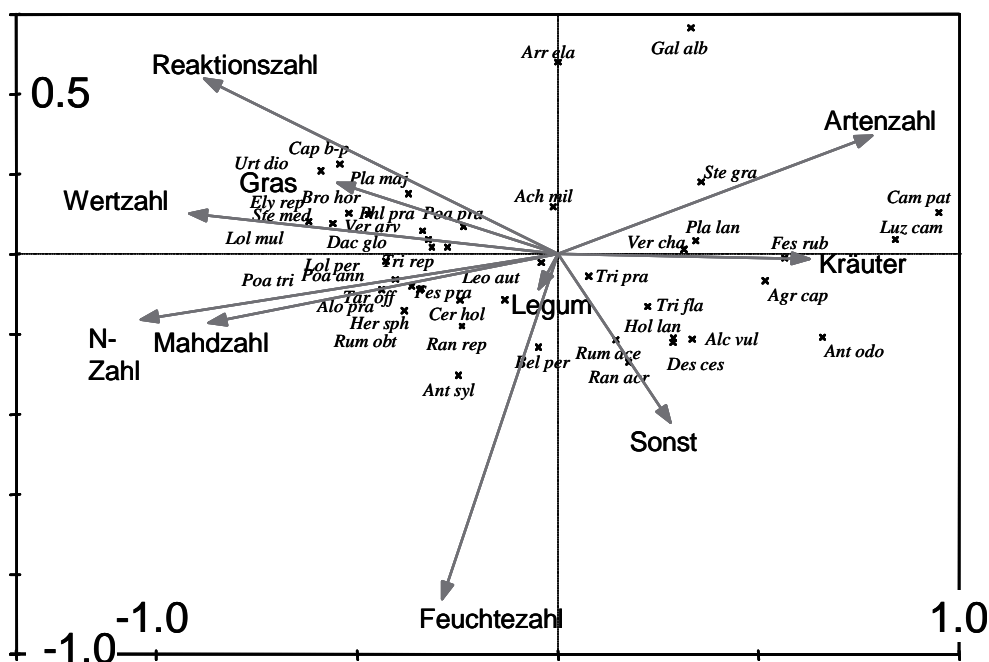 Arr ela
Gal alb
Reaktionszahl
0.5
Artenzahl
Cap b-p
Urt dio
Pla maj
Ste gra
Gras
Wertzahl
Ely rep
Bro hor
Ach mil
Cam pat
Ste med
Phl pra
Poa pra
Ver arv
Pla lan
Luz cam
Lol mul
Dac glo
Ver cha
Fes rub
Lol per
Tri rep
Kräuter
Poa tri
Poa ann
Leo aut
Tri pra
Agr cap
Tar off
Fes pra
Legum
Alo pra
Cer hol
Tri fla
Her sph
Hol lan
N-
Zahl
Mahdzahl
Rum obt
Ran rep
Alc vul
Bel per
Rum ace
Des ces
Ant odo
Ran acr
Ant syl
Sonst
Feuchtezahl
-1.0
1.0
-1.0